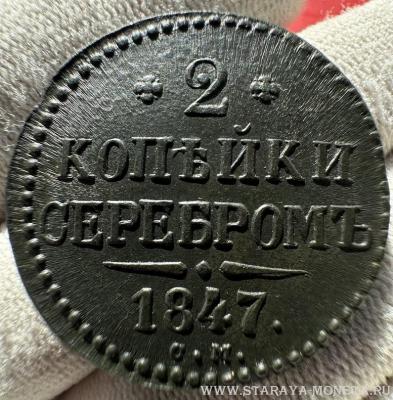 2
КОПѢЙКИ
СЕРЕБРОМЪ
1847.
С.М.
WWW.STARAYA-MONETA.RU